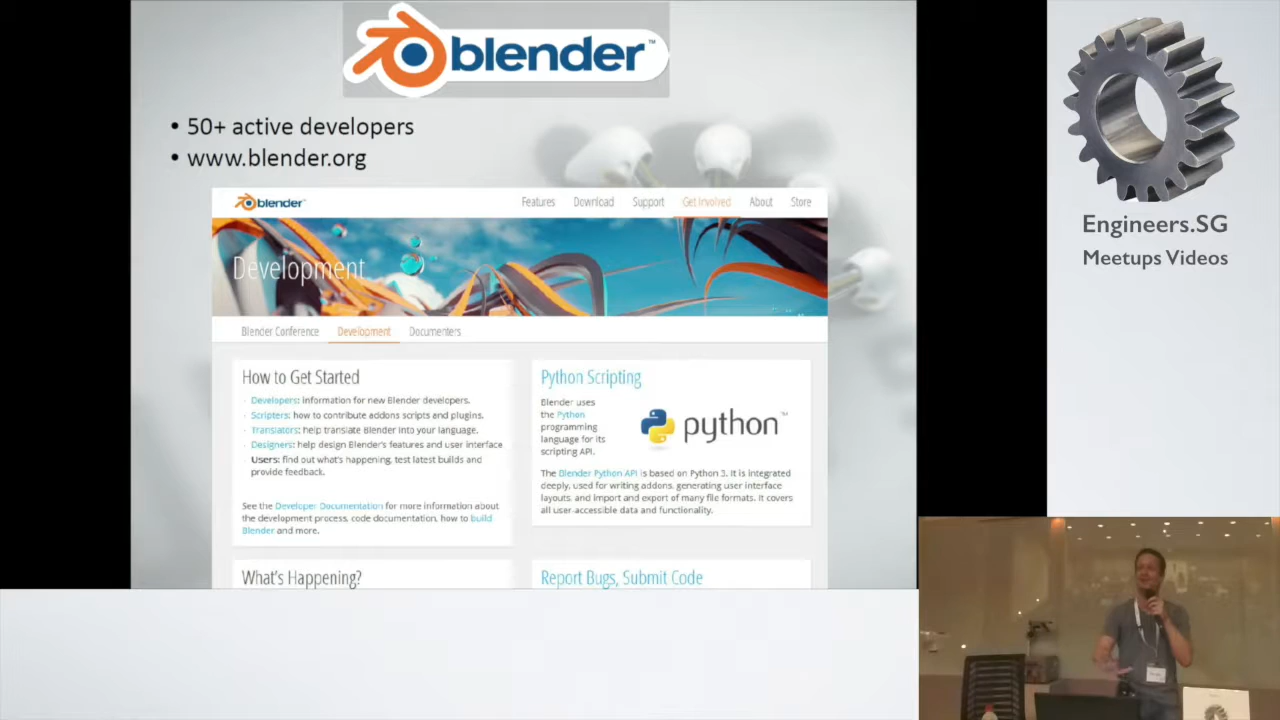 blender™
• 50+ active developers
• www.blender.org
blender
Features Download Support Get Involved About Store
Development
Blender Conference Development Documenters
How to Get Started
Developers: information for new Blender developers.
Scripters: how to contribute addons scripts and plugins.
Translators: help translate Blender into your language.
Designers: help design Blender's features and user interface
Users: find out what's happening, test latest builds and
provide feedback.
See the Developer Documentation for more information about
the development process, code documentation, how to build
Blender and more.
Python Scripting
Blender uses
the Python
programming
language for its
scripting API.
python™
The Blender Python API is based on Python 3. It is integrated
deeply, used for writing addons, generating user interface
layouts, and import and export of many file formats. It covers
all user-accessible data and functionality.
What's Happening?
Report Bugs, Submit Code
Engineers.SG
Meetups Videos